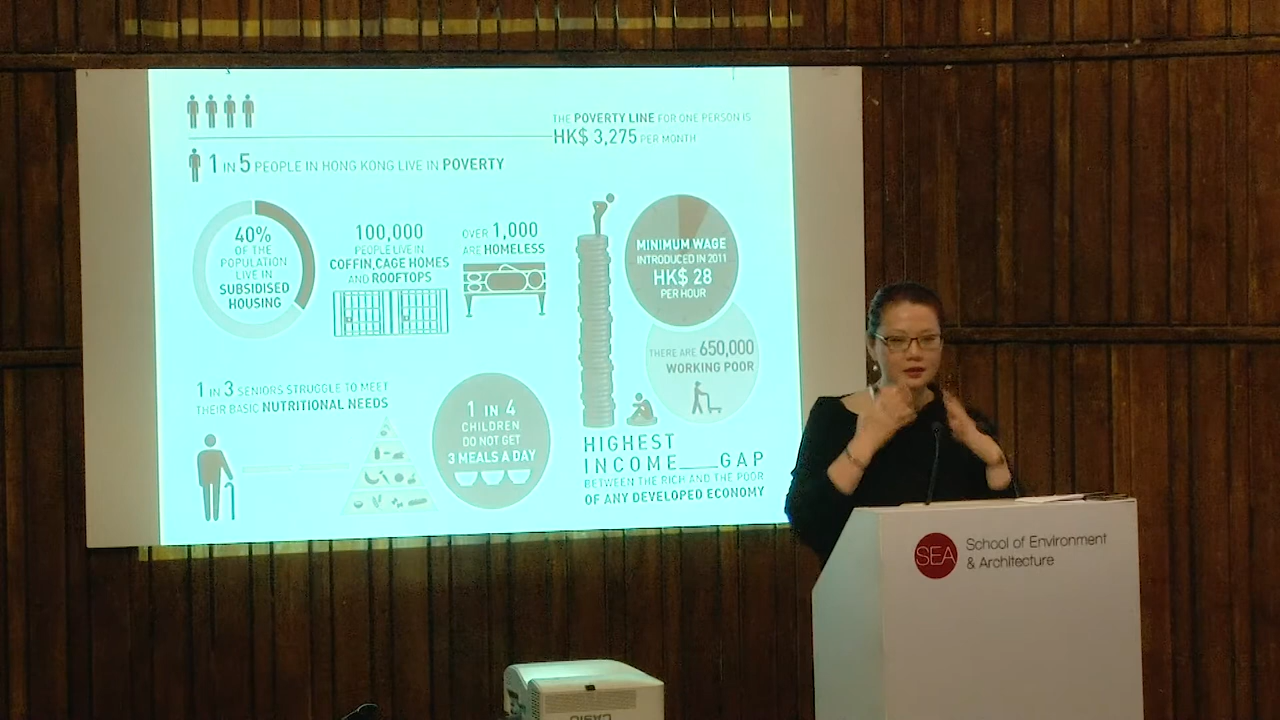 THE POVERTY LINE FOR ONE PERSON IS
HK$ 3,275 PER MONTH
1 IN 5 PEOPLE IN HONG KONG LIVE IN POVERTY
40%
OF THE
POPULATION
LIVE IN
SUBSIDISED
HOUSING
100,000
PEOPLE LIVE IN
COFFIN, CAGE HOMES
AND ROOFTOPS
OVER 1,000
ARE HOMELESS
MINIMUM WAGE
INTRODUCED IN 2011
HK$ 28
PER HOUR
THERE ARE 650,000
WORKING POOR
1 IN 3 SENIORS STRUGGLE TO MEET
THEIR BASIC NUTRITIONAL NEEDS
1 IN 4
CHILDREN
DO NOT GET
3 MEALS A DAY
HIGHEST
INCOME GAP
BETWEEN THE RICH AND THE POOR
OF ANY DEVELOPED ECONOMY
SEA
School of Environment
& Architecture
CASIO